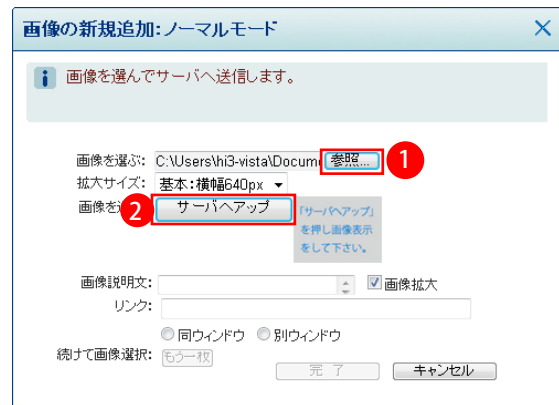 画像の新規追加:ノーマルモード
画像を選んでサーバへ送信します。
画像を選ぶ: C:\Users\hi3-vista\Docum 参照... 1
拡大サイズ: 基本:横幅640px
画像を 2 サーバへアップ
「サーバへアップ」
を押し画像表示
をして下さい。
画像説明文: 画像拡大
リンク:
同ウィンドウ 別ウィンドウ
続けて画像選択: もう一枚
完 了 キャンセル